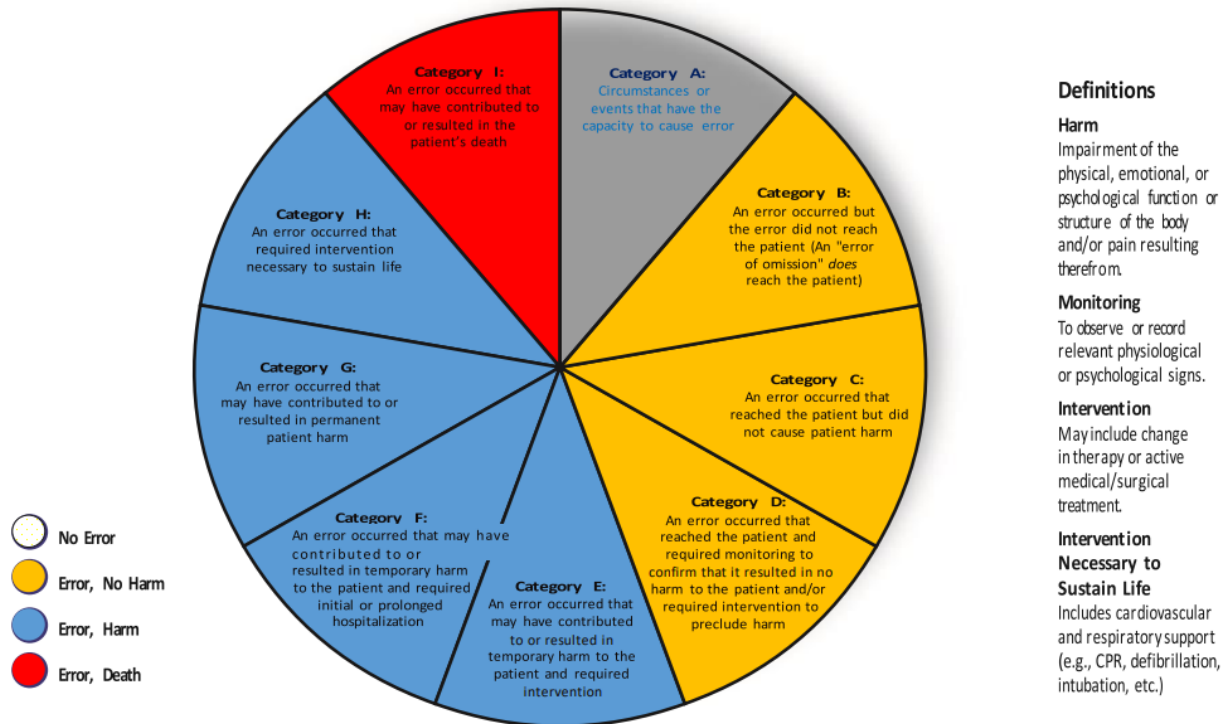 Category I:
An error occurred that
may have contributed to
or resulted in the
patient's death
Category A:
Circumstances or
events that have the
capacity to cause error
Category B:
An error occurred but
the error did not reach
the patient (An "error
of omission" does
reach the patient)
Category H:
An error occurred that
required intervention
necessary to sustain life
Category C:
An error occurred that
reached the patient but did
not cause patient harm
Category G:
An error occurred that
may have contributed to or
resulted in permanent
patient harm
Category D:
An error occurred that
reached the patient and
required monitoring to
confirm that it resulted in no
harm to the patient and/or
required intervention to
preclude harm
Category F:
An error occurred that may have
contributed to or
resulted in temporary harm
to the patient and required
initial or prolonged
hospitalization
Category E:
An error occurred that
may have contributed
to or resulted in
temporary harm to the
patient and required
intervention
No Error
Error, No Harm
Error, Harm
Error, Death
Definitions
Harm
Impairment of the
physical, emotional, or
psychological function or
structure of the body
and/or pain resulting
therefrom.
Monitoring
To observe or record
relevant physiological
or psychological signs.
Intervention
May include change
in therapy or active
medical/surgical
treatment.
Intervention
Necessary to
Sustain Life
Includes cardiovascular
and respiratory support
(e.g., CPR, defibrillation,
intubation, etc.)